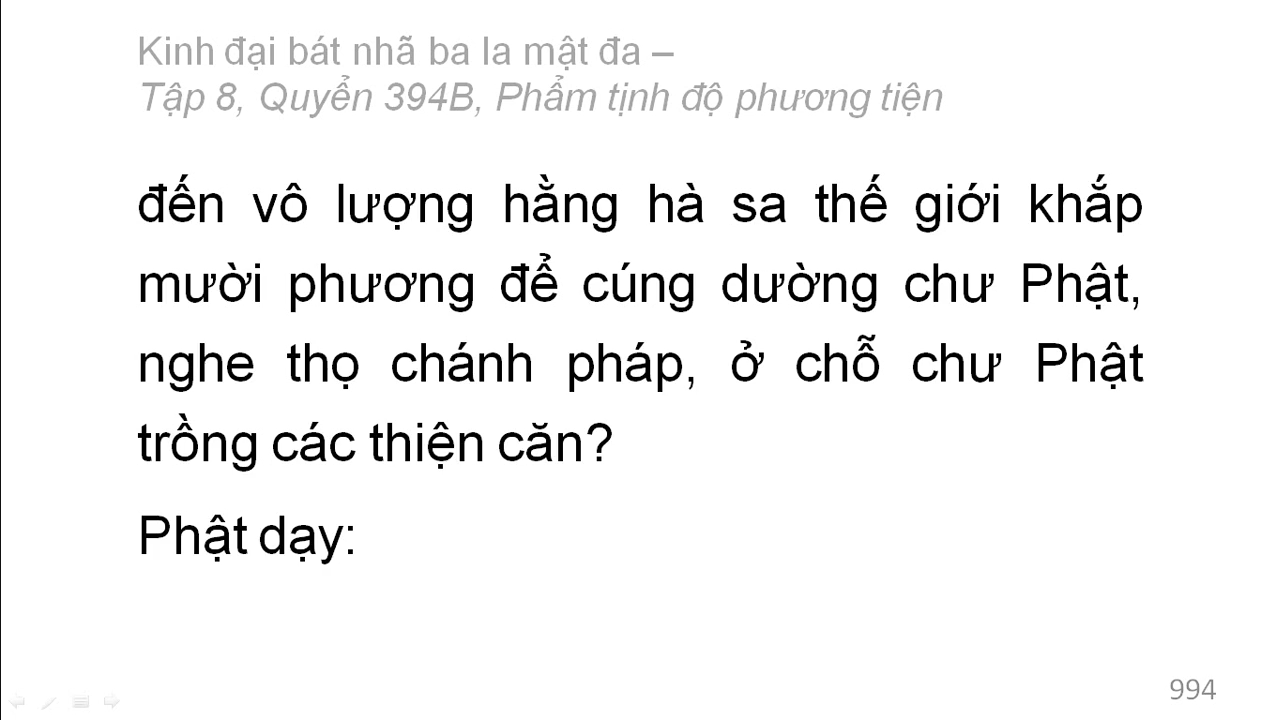 Kinh đại bát nhã ba la mật đa –
Tập 8, Quyển 394B, Phẩm tịnh độ phương tiện
đến vô lượng hằng hà sa thế giới khắp
mười phương để cúng dường chư Phật,
nghe thọ chánh pháp, ở chỗ chư Phật
trồng các thiện căn?
Phật dạy:
994